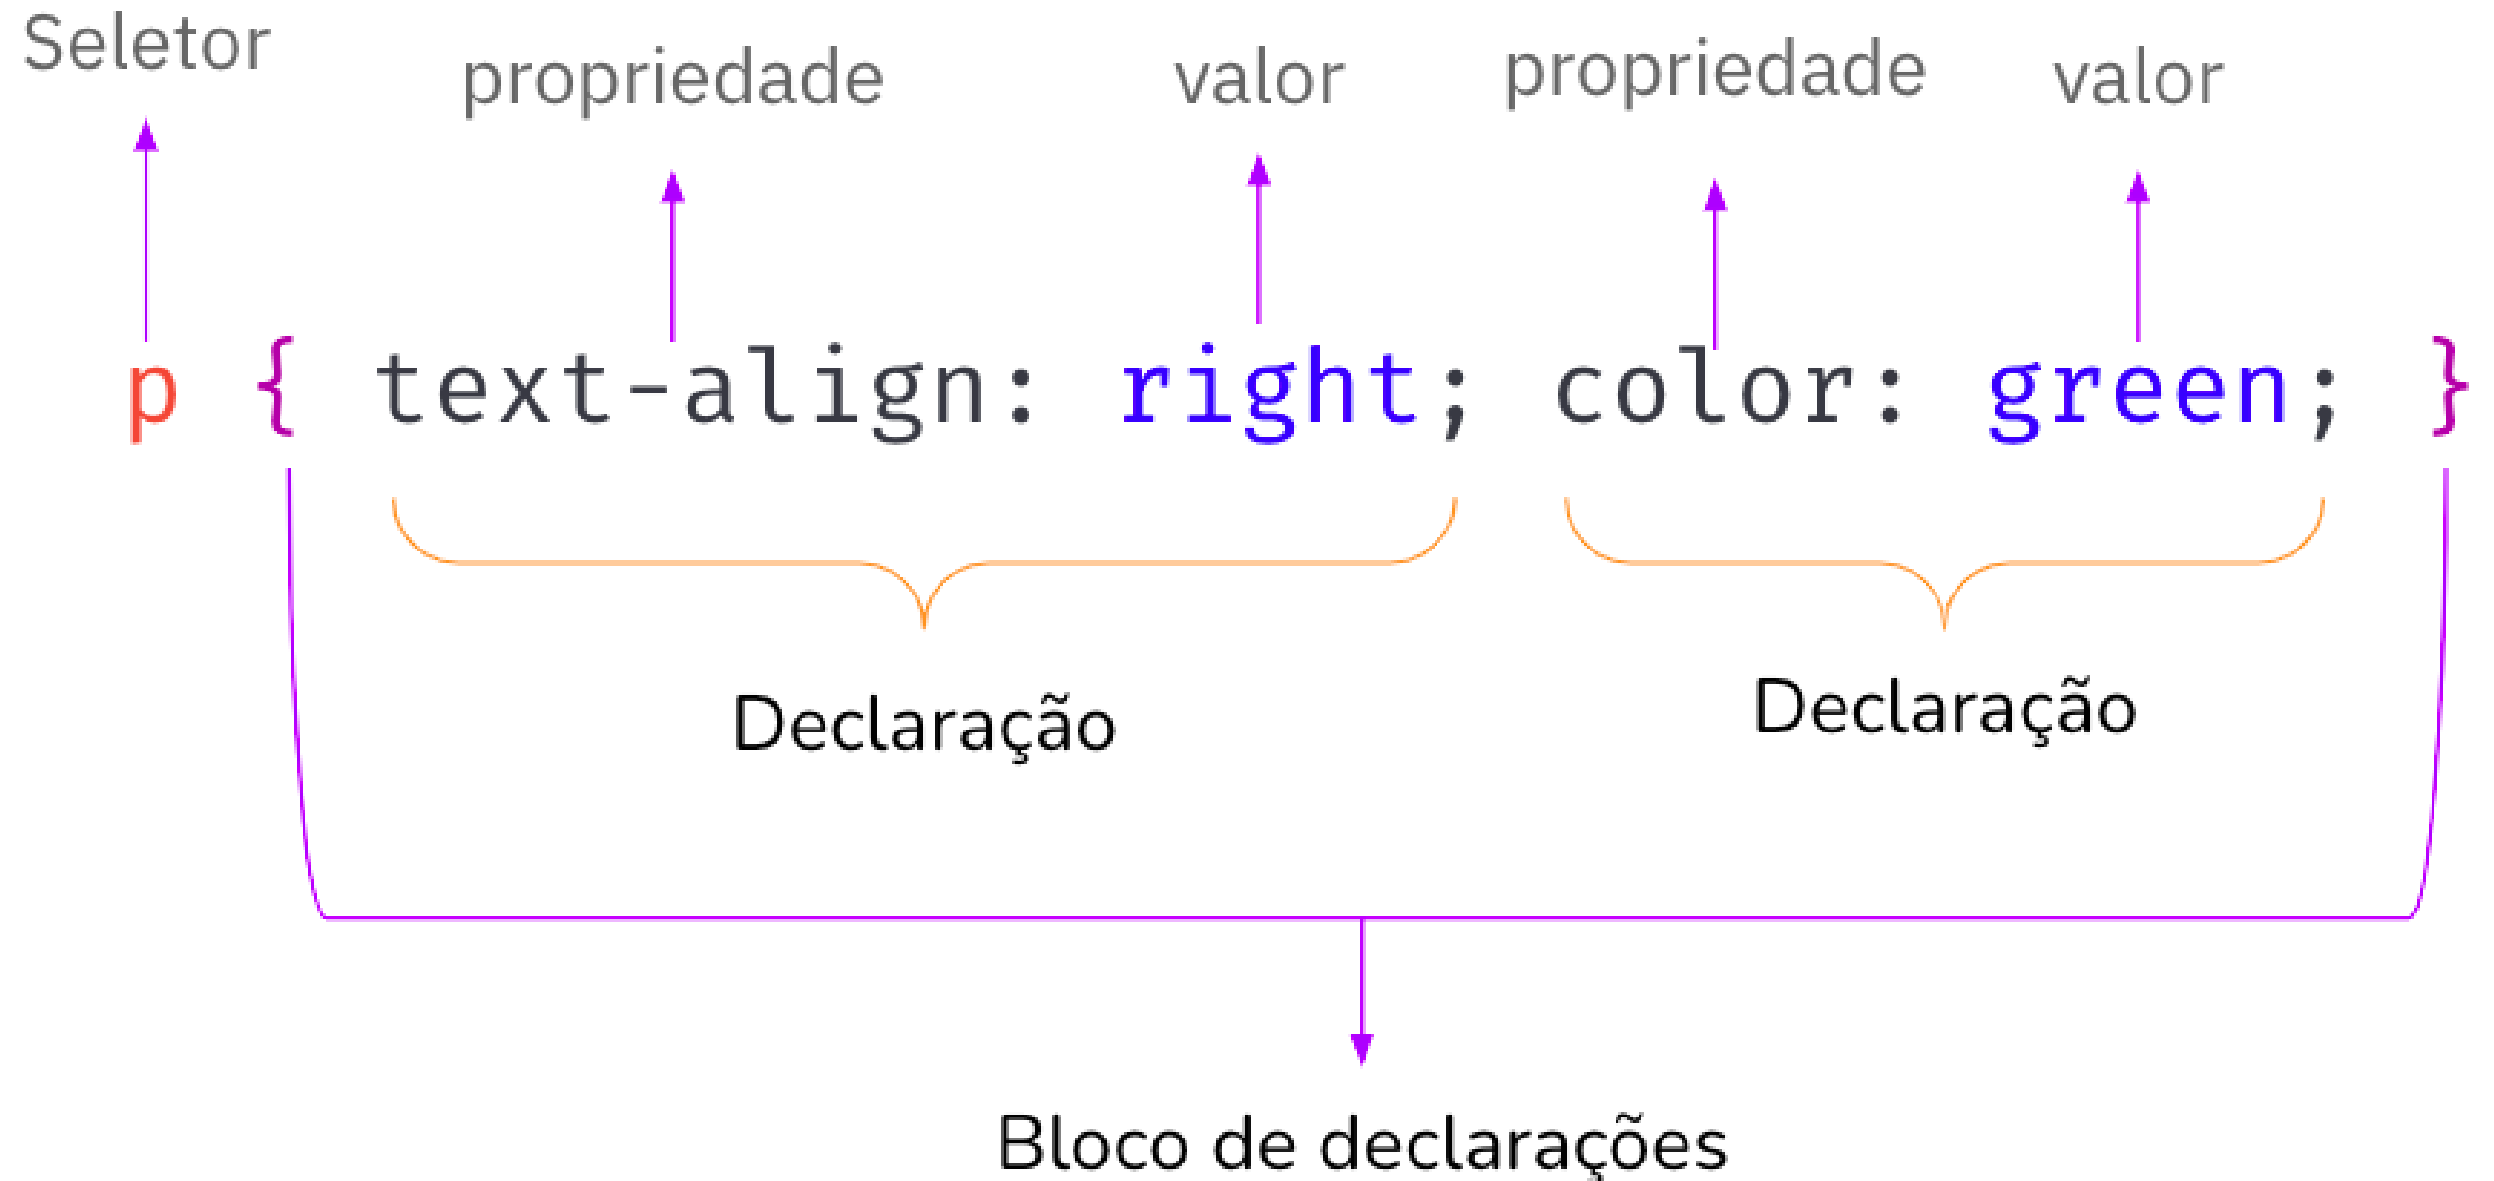 Seletor
propriedade
valor
propriedade
valor
p { text-align: right; color: green; }
Declaração
Declaração
Bloco de declarações